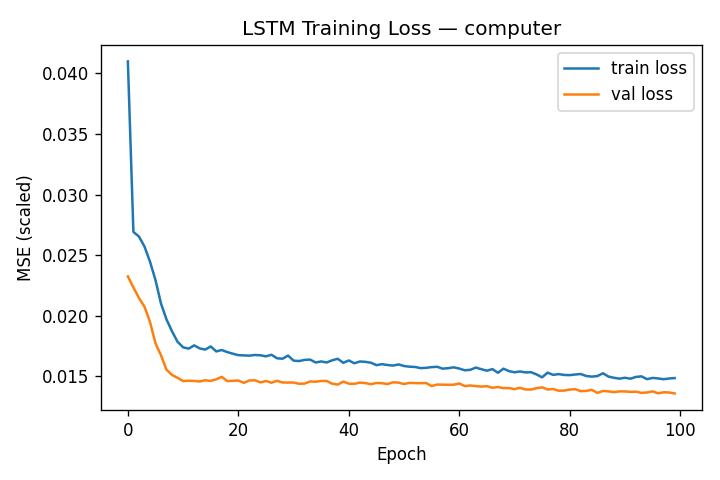 LSTM Training Loss — computer
train loss
val loss
MSE (scaled)
0.040
0.035
0.030
0.025
0.020
0.015
0
20
40
60
80
100
Epoch